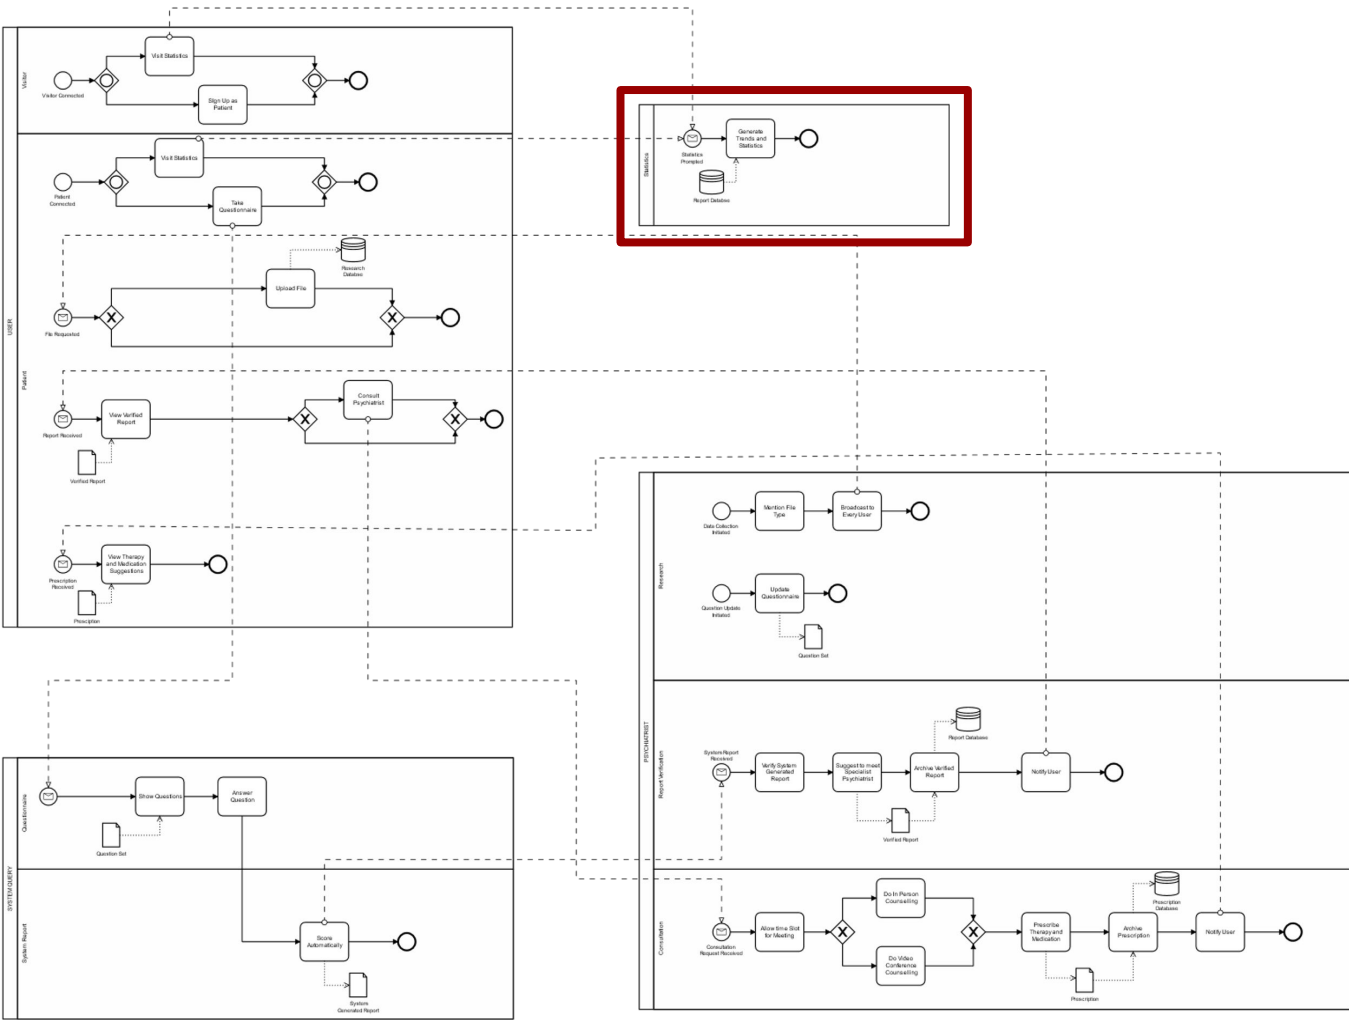 Visitor
Visitor Connected
Visit Statistics
Sign Up as
Patient
USER
Patient
Patient
Connected
Visit Statistics
Take
Questionnaire
File Requested
Upload File
Research
Databse
Report Received
View Verified
Report
Verified Report
Consult
Psychiatrist
Prescription
Received
View Therapy
and Medication
Suggestions
Prescription
Statistics
Statistics
Prompted
Generate
Trends and
Statistics
Report Databse
PSYCHIATRIST
Research
Data Collection
Initiated
Mention File
Type
Broadcast to
Every User
Question Update
Initiated
Update
Questionnaire
Question Set
Report Verification
System Report
Received
Verify System
Generated
Report
Suggest to meet
Specialist
Psychiatrist
Archive Verified
Report
Report Database
Verified Report
Notify User
Consultation
Consultation
Request Received
Allow time Slot
for Meeting
Do In Person
Counselling
Do Video
Conference
Counselling
Prescribe
Therapy and
Medication
Archive
Prescription
Prescription
Database
Prescription
Notify User
SYSTEM QUERY
Questionnaire
Show Questions
Answer
Question
Question Set
System Report
Score
Automatically
System
Generated Report